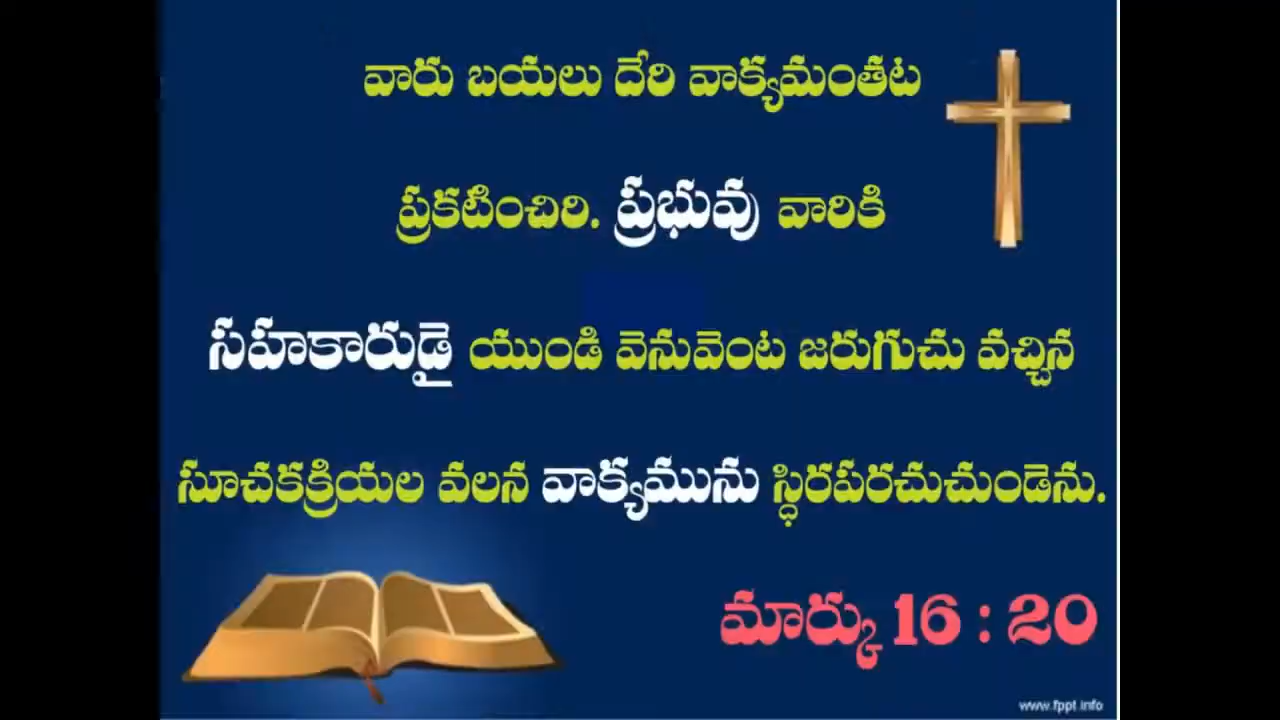 వారు బయలు దేరి వాక్యమంతట
ప్రకటించిరి. ప్రభువు వారికి
సహకారుడై యుండి వెనువెంట జరుగుచు వచ్చిన
సూచకక్రియల వలన వాక్యమును స్ధిరపరచుచుండెను.
మార్కు 16 : 20
www.fppt.info